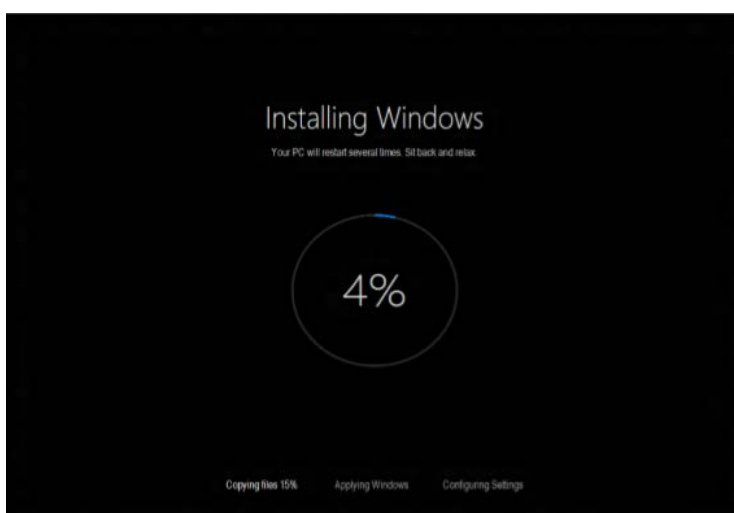 Installing Windows
Your PC will restart several times. Sit back and relax.
4%
Copying files 15% Applying Windows Configuring Settings